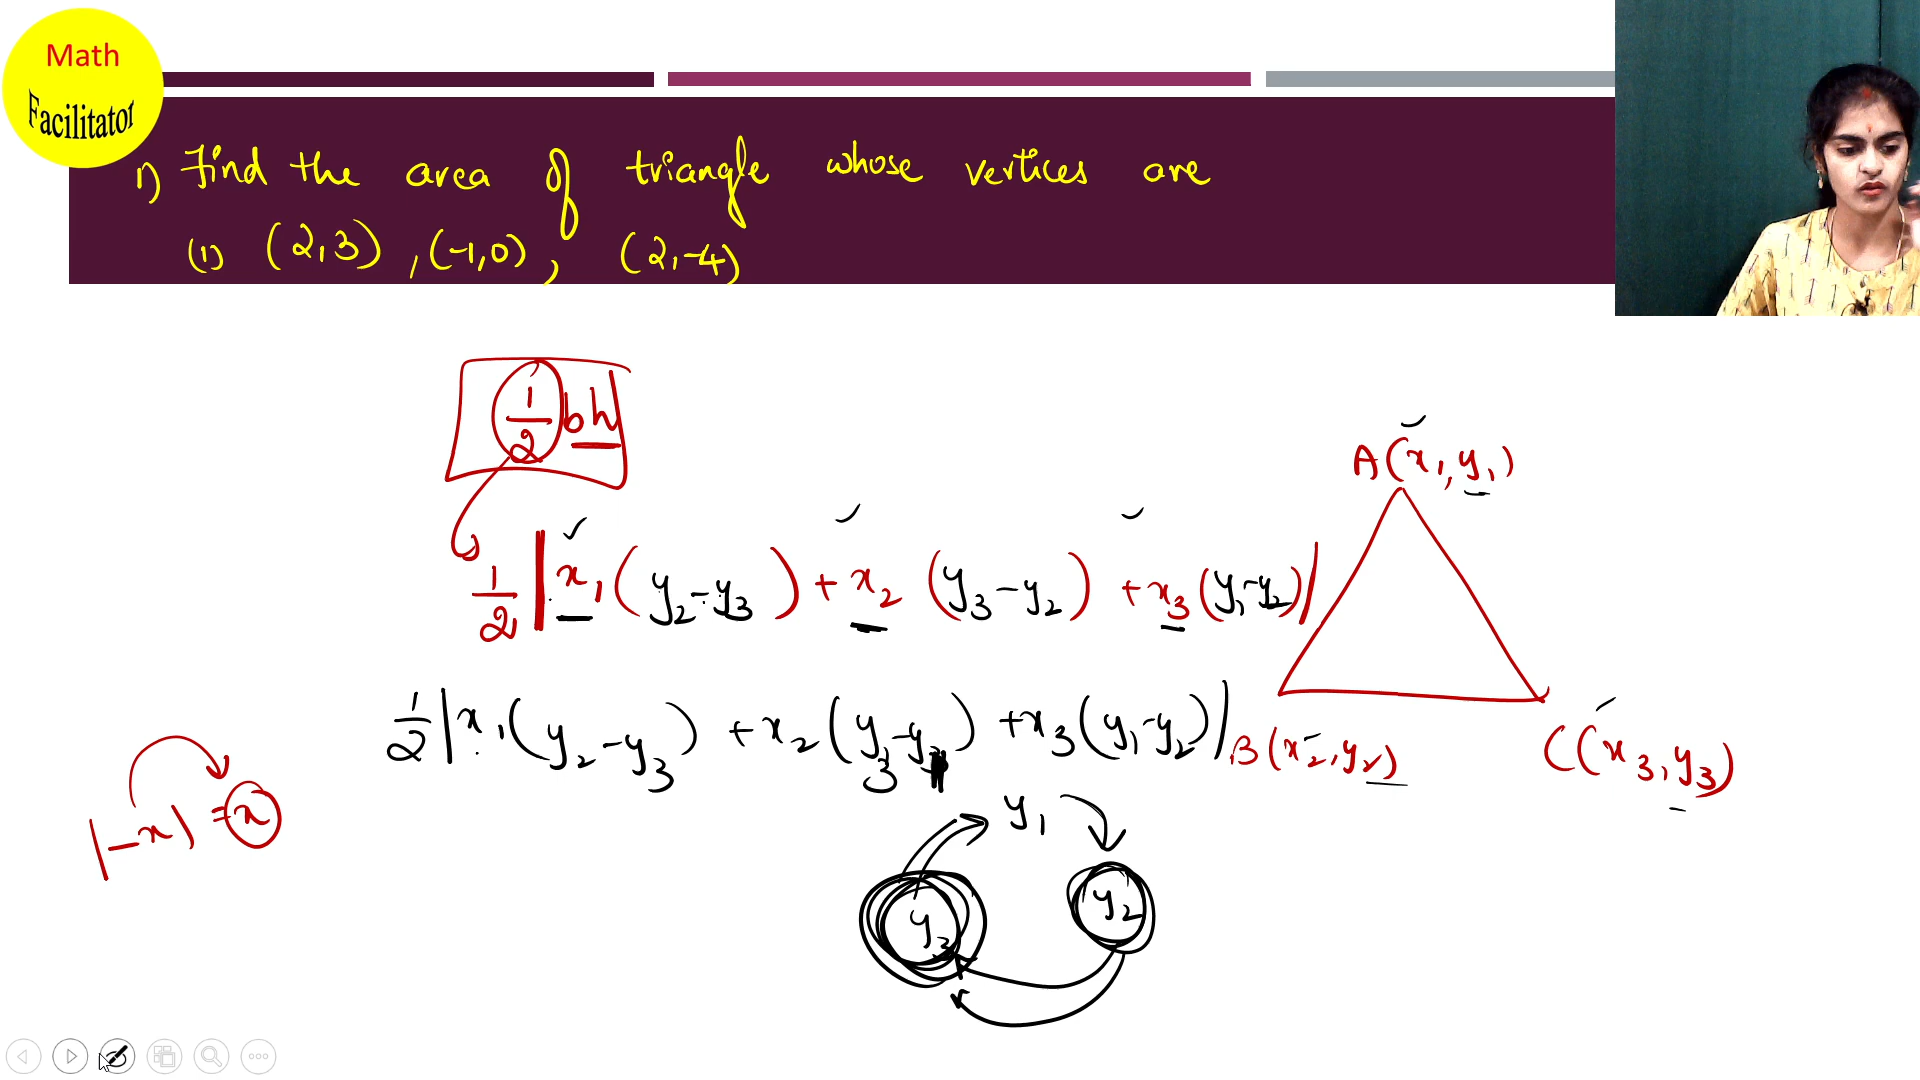 Math
Facilitator
1) Find the area of triangle whose vertices are
(1) (2,3) , (-1,0) , (2,-4)
1/2 bh
A(x₁, y₁)
1/2 |x₁(y₂-y₃) + x₂(y₃-y₂) + x₃(y₁-y₂)|
1/2 |x₁(y₂-y₃) + x₂(y₃-y₁) + x₃(y₁-y₂)|
B(x₂, y₂)
C(x₃, y₃)
|-x| = x
y₁
y₃
y₂